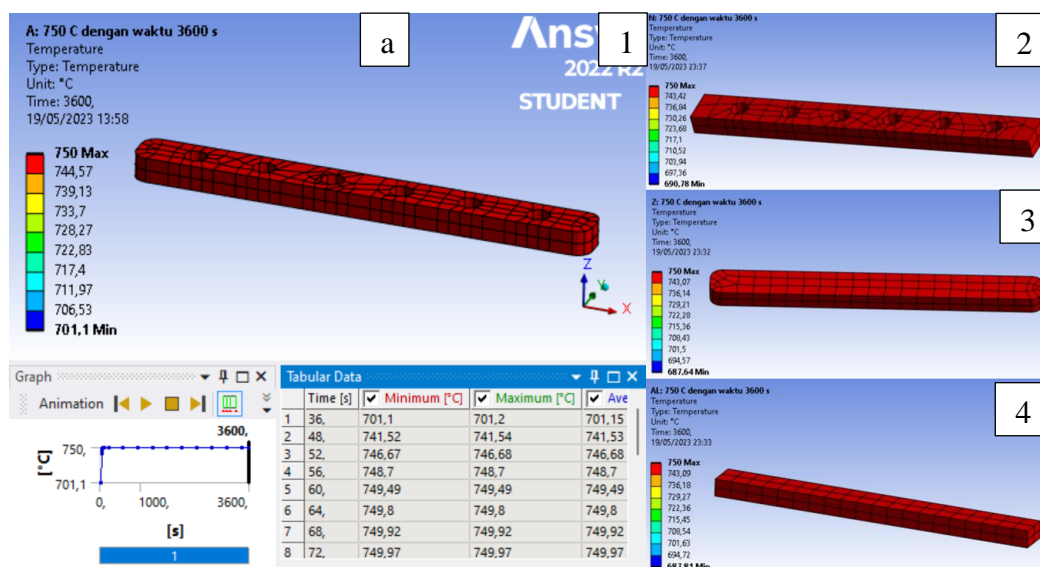 A: 750 C dengan waktu 3600 s
Temperature
Type: Temperature
Unit: °C
Time: 3600,
19/05/2023 13:58
a
Ans
2022 R2
STUDENT
1
750 Max
744,57
739,13
733,7
728,27
722,83
717,4
711,97
706,53
701,1 Min
Z
Y
X
N: 750 C dengan waktu 3600 s
Temperature
Type: Temperature
Unit: °C
Time: 3600,
19/05/2023 23:37
2
750 Max
743,42
736,84
730,26
723,68
717,1
710,52
703,94
697,36
690,78 Min
Z: 750 C dengan waktu 3600 s
Temperature
Type: Temperature
Unit: °C
Time: 3600,
19/05/2023 23:32
3
750 Max
743,07
736,14
729,21
722,28
715,36
708,43
701,5
694,57
687,64 Min
AL: 750 C dengan waktu 3600 s
Temperature
Type: Temperature
Unit: °C
Time: 3600,
19/05/2023 23:33
4
750 Max
743,09
736,18
729,27
722,36
715,45
708,54
701,63
694,72
687,81 Min
Graph
Animation
3600,
750,
[°C]
701,1
0, 1000, 3600,
[s]
1
Tabular Data
Time [s] Minimum [°C] Maximum [°C] Ave
1 36, 701,1 701,2 701,15
2 48, 741,52 741,54 741,53
3 52, 746,67 746,68 746,68
4 56, 748,7 748,7 748,7
5 60, 749,49 749,49 749,49
6 64, 749,8 749,8 749,8
7 68, 749,92 749,92 749,92
8 72, 749,97 749,97 749,97